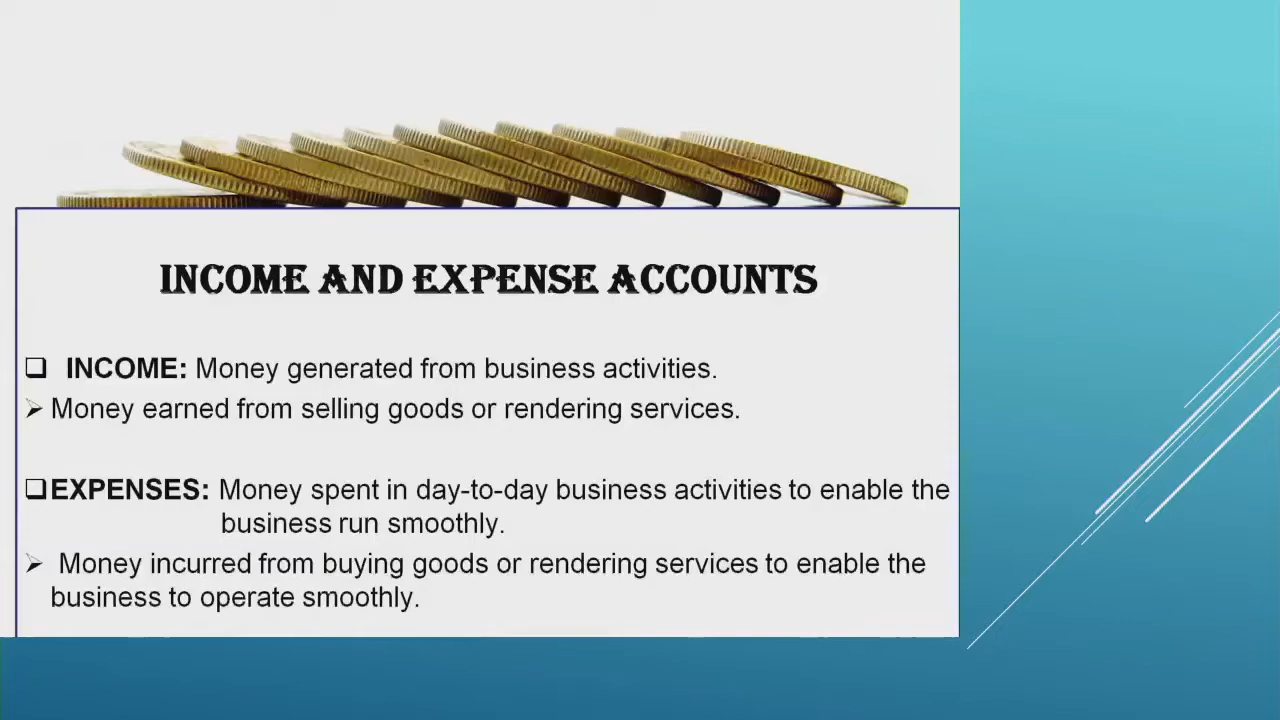 INCOME AND EXPENSE ACCOUNTS
❑ INCOME: Money generated from business activities.
➢ Money earned from selling goods or rendering services.
❑EXPENSES: Money spent in day-to-day business activities to enable the
business run smoothly.
➢ Money incurred from buying goods or rendering services to enable the
business to operate smoothly.